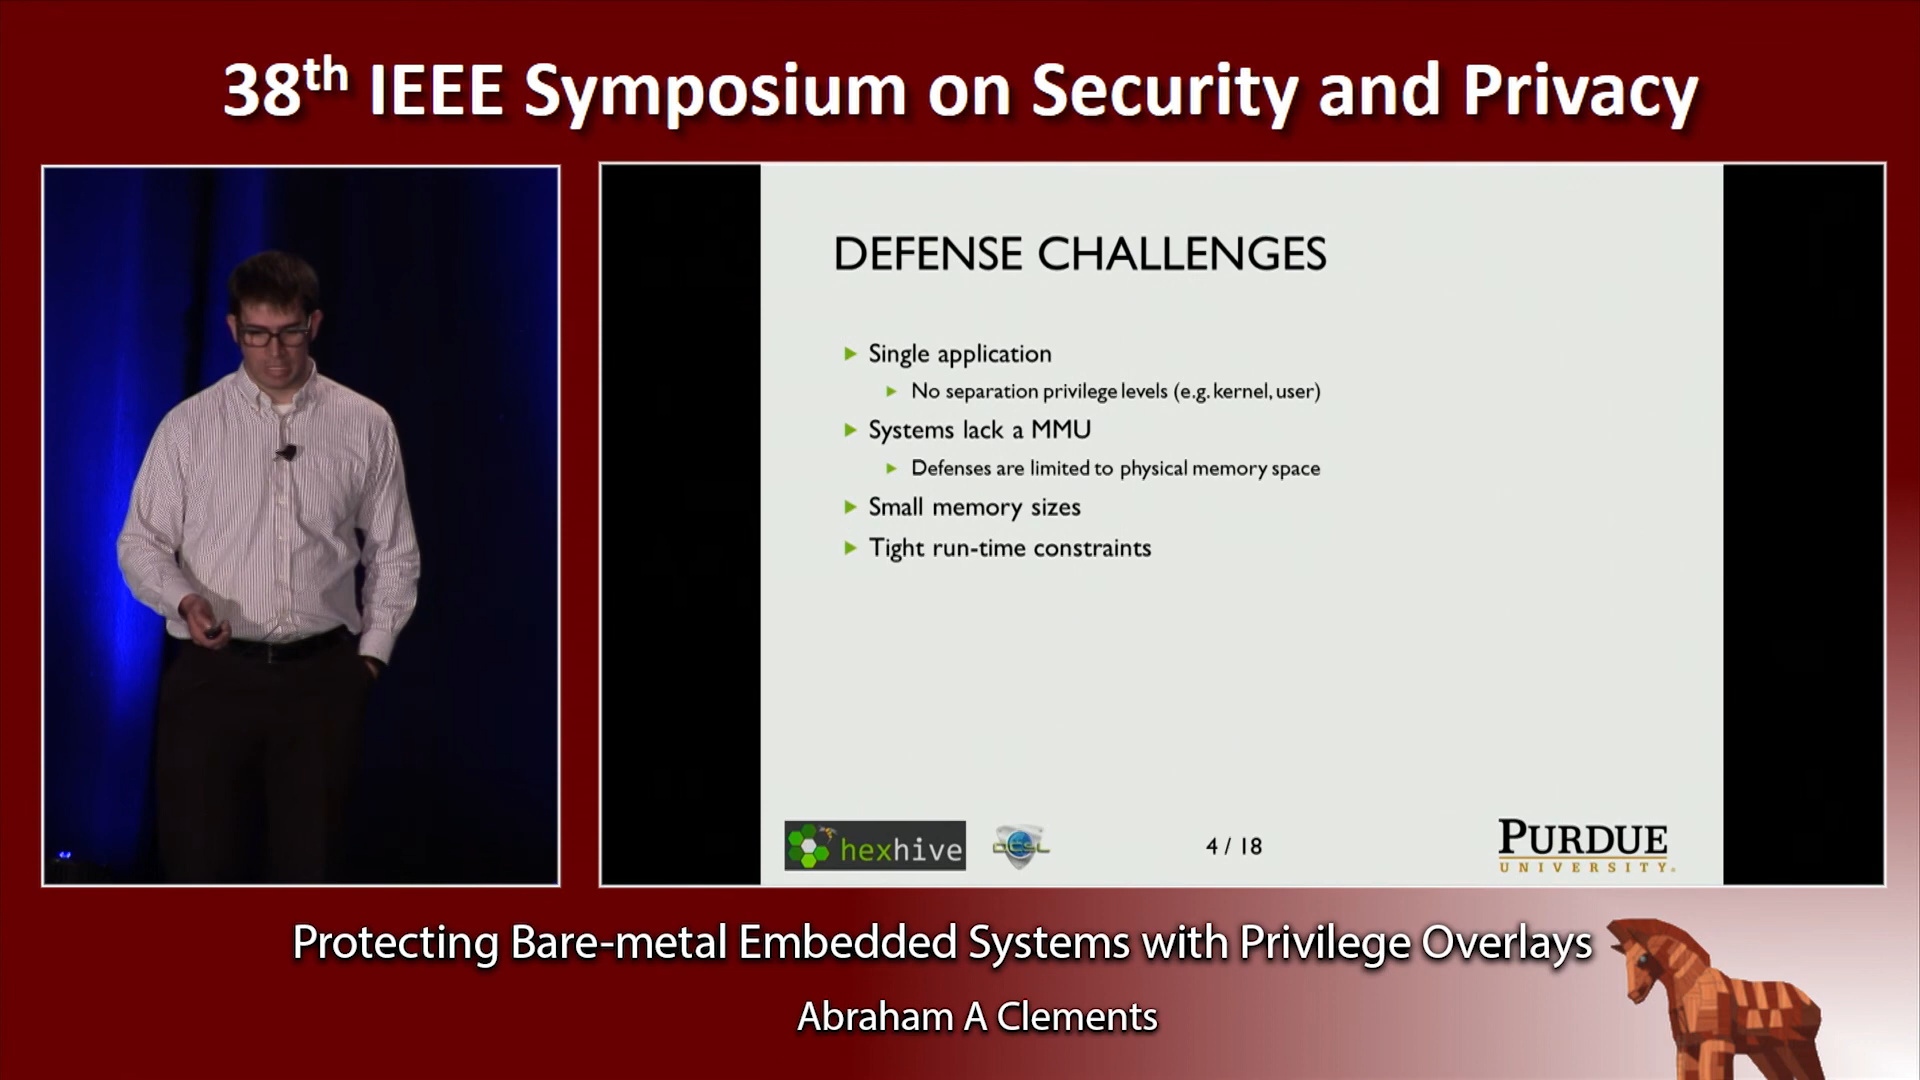 38th IEEE Symposium on Security and Privacy
DEFENSE CHALLENGES
Single application
No separation privilege levels (e.g. kernel, user)
Systems lack a MMU
Defenses are limited to physical memory space
Small memory sizes
Tight run-time constraints
hexhive
DCSL
4 / 18
PURDUE
UNIVERSITY.
Protecting Bare-metal Embedded Systems with Privilege Overlays
Abraham A Clements